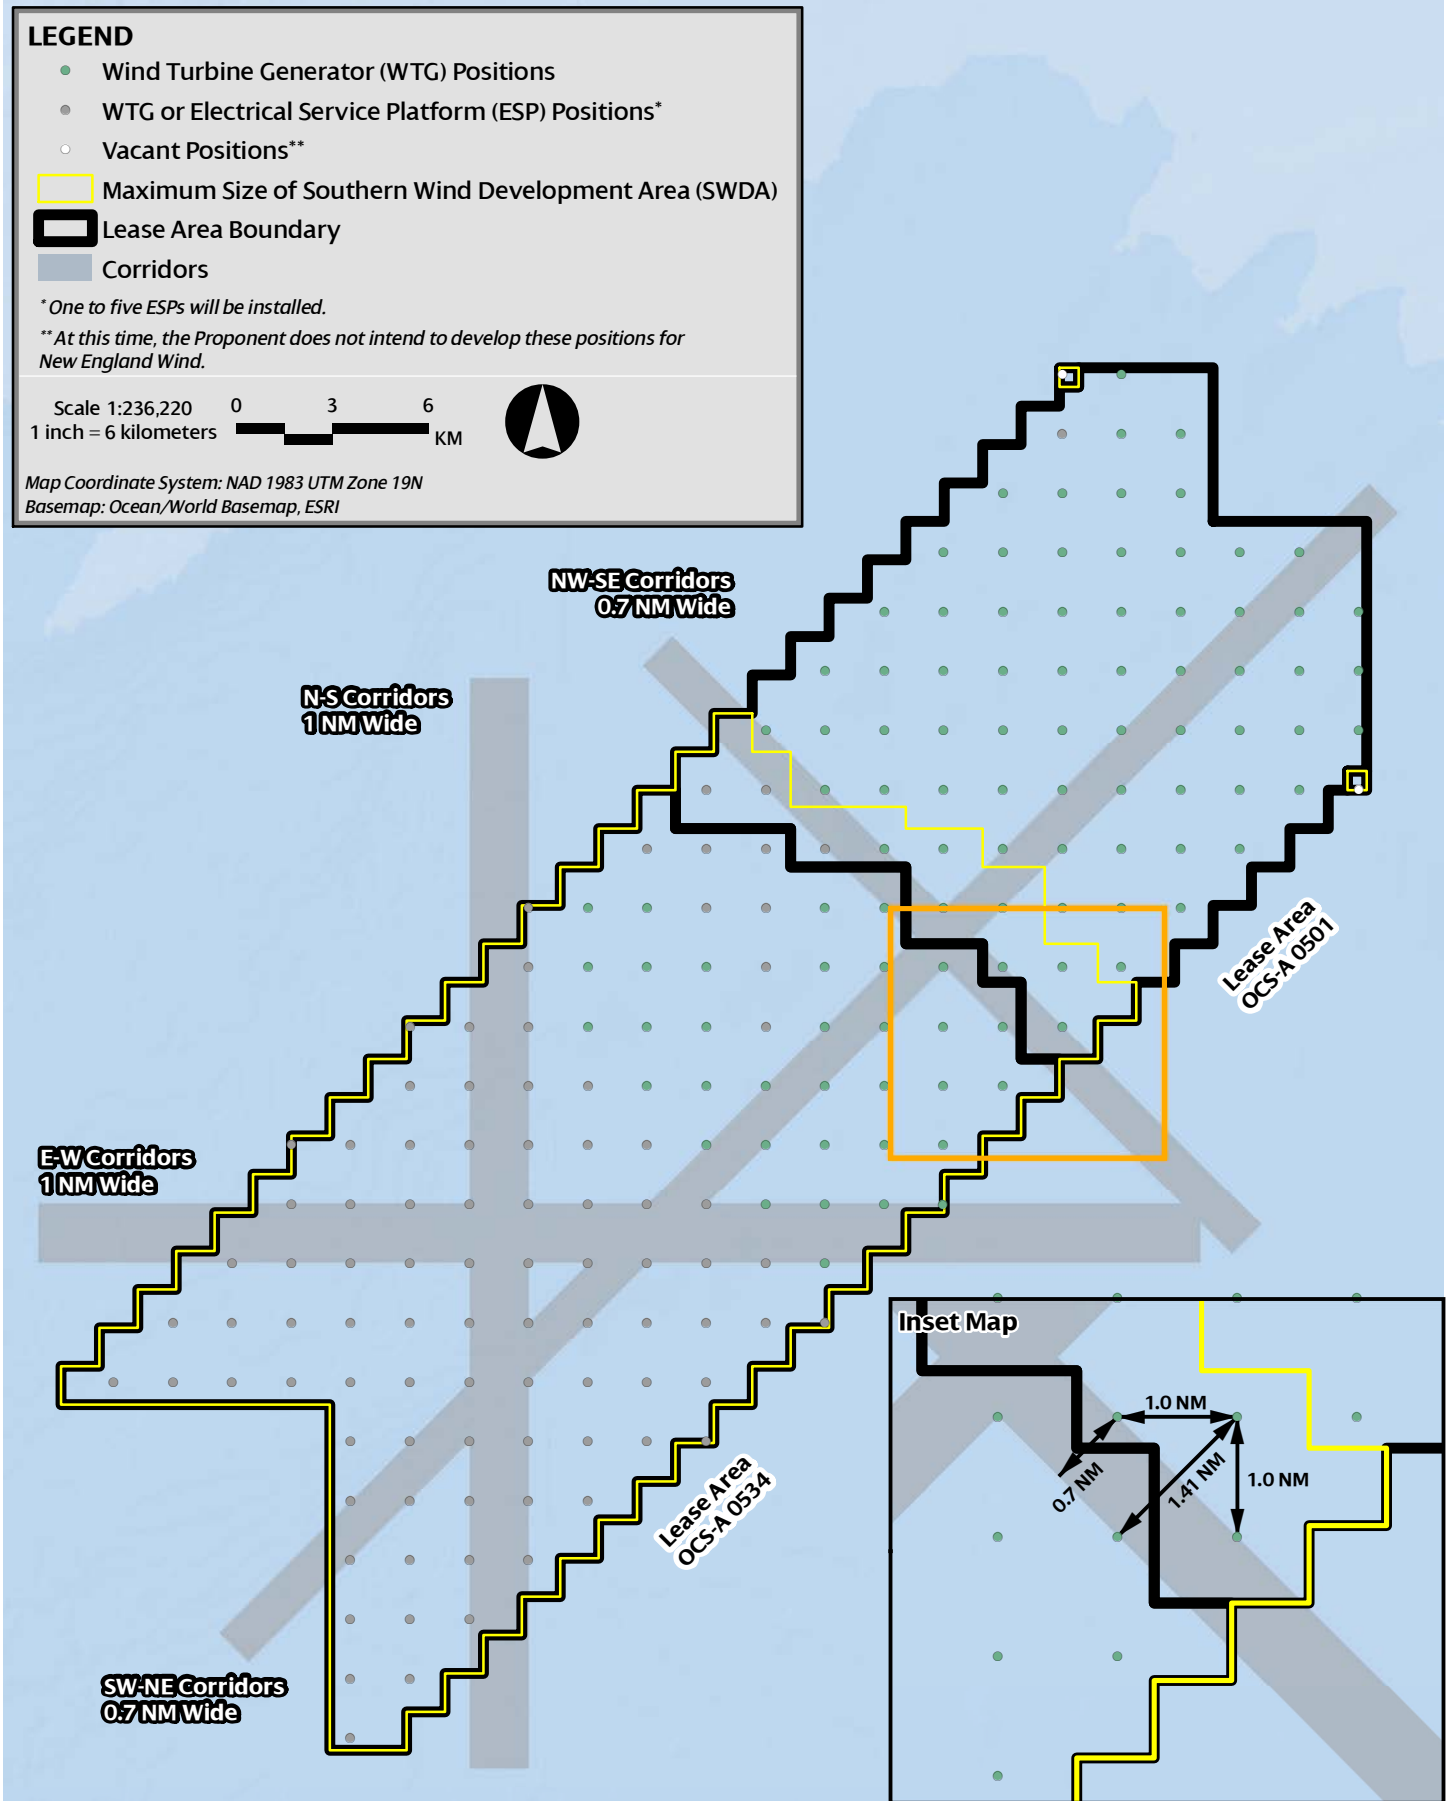 LEGEND
Wind Turbine Generator (WTG) Positions
WTG or Electrical Service Platform (ESP) Positions*
Vacant Positions**
Maximum Size of Southern Wind Development Area (SWDA)
Lease Area Boundary
Corridors
* One to five ESPs will be installed.
** At this time, the Proponent does not intend to develop these positions for
New England Wind.
Scale 1:236,220
1 inch = 6 kilometers
0 3 6
KM
Map Coordinate System: NAD 1983 UTM Zone 19N
Basemap: Ocean/World Basemap, ESRI
NW-SE Corridors
0.7 NM Wide
N-S Corridors
1 NM Wide
Lease Area
OCS-A 0501
E-W Corridors
1 NM Wide
Lease Area
OCS-A 0534
SW-NE Corridors
0.7 NM Wide
Inset Map
1.0 NM
0.7 NM
1.41 NM
1.0 NM